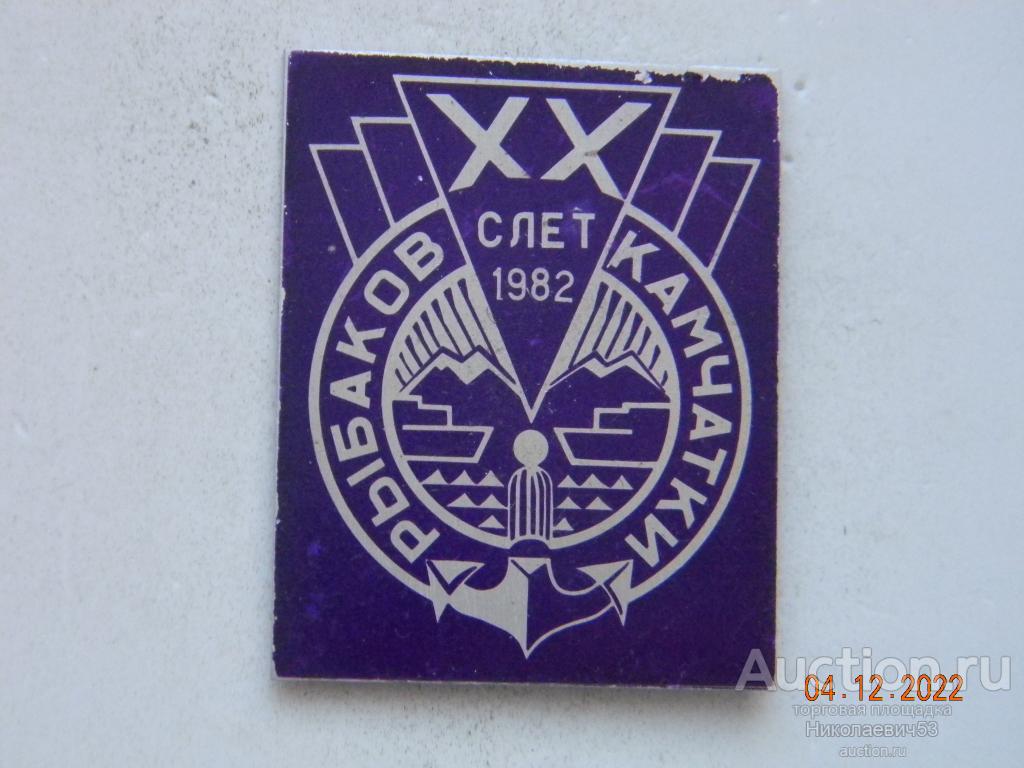 XX
СЛЕТ
1982
РЫБАКОВ
КАМЧАТКИ
Auction.ru
04.12.2022
торговая площадка
Николаевич53
auction.ru